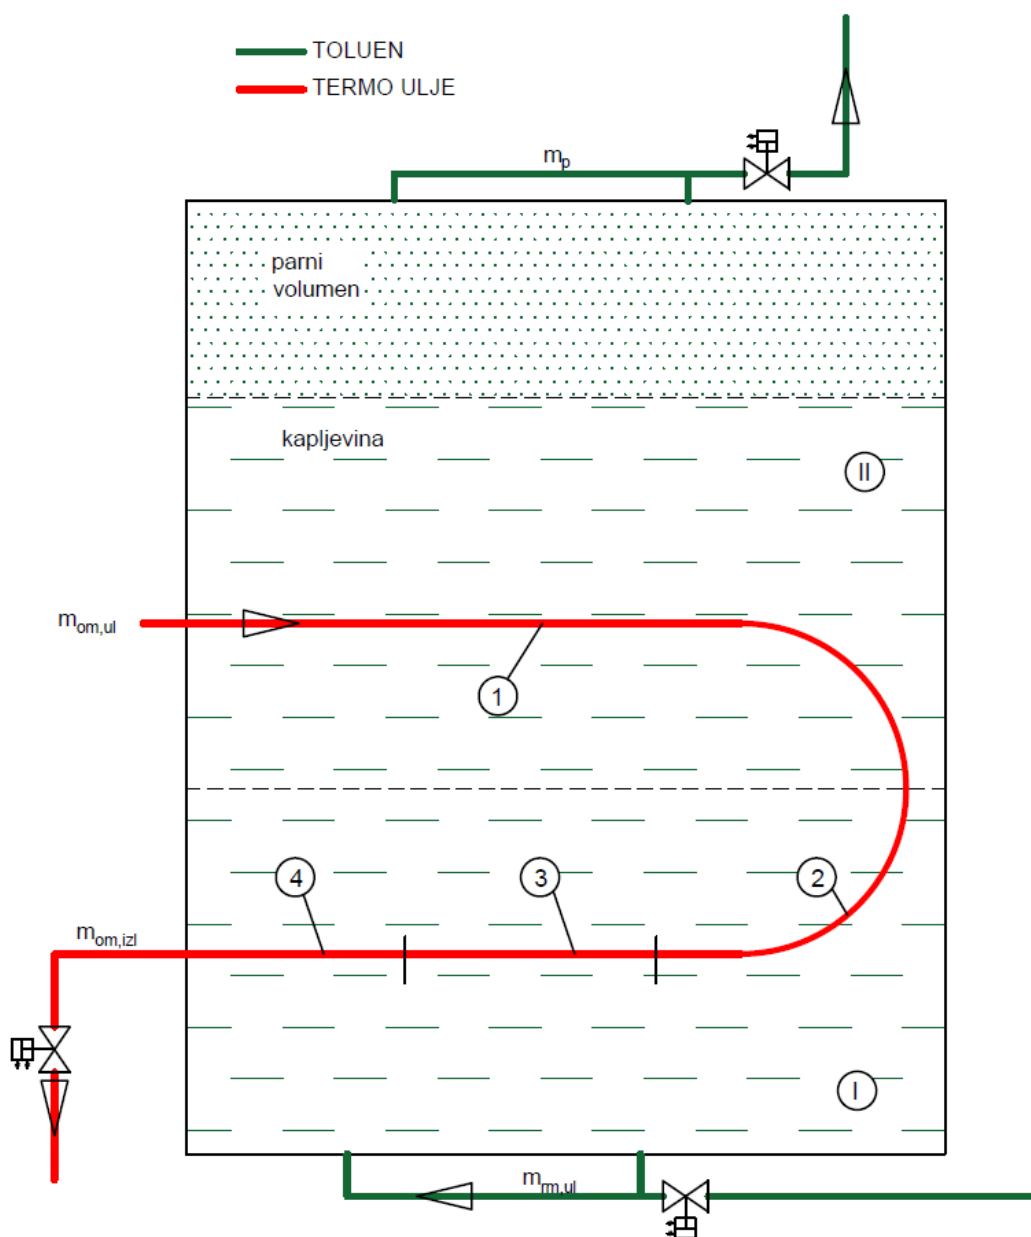 TOLUEN
TERMO ULJE
mp
parni
volumen
kapljevina
II
mom,ul
1
4
3
2
mom,izl
I
mrm,ul